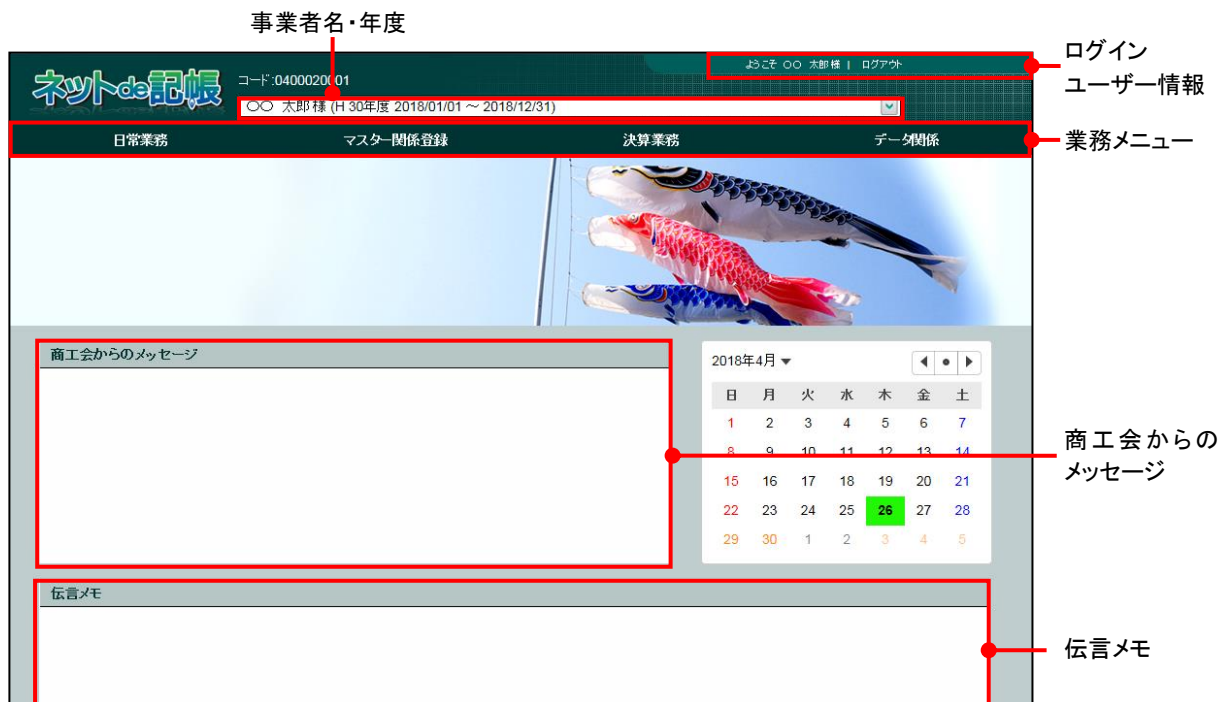 事業者名・年度
ログイン
ユーザー情報
ようこそ 〇〇 太郎 様 | ログアウト
ネットde記帳
コード:0400020001
〇〇 太郎 様 (H 30年度 2018/01/01 ～ 2018/12/31)
日常業務 マスター関係登録 決算業務 データ関係
業務メニュー
商工会からのメッセージ
2018年4月
日 月 火 水 木 金 土
1 2 3 4 5 6 7
8 9 10 11 12 13 14
15 16 17 18 19 20 21
22 23 24 25 26 27 28
29 30 1 2 3 4 5
商工会からの
メッセージ
伝言メモ
伝言メモ